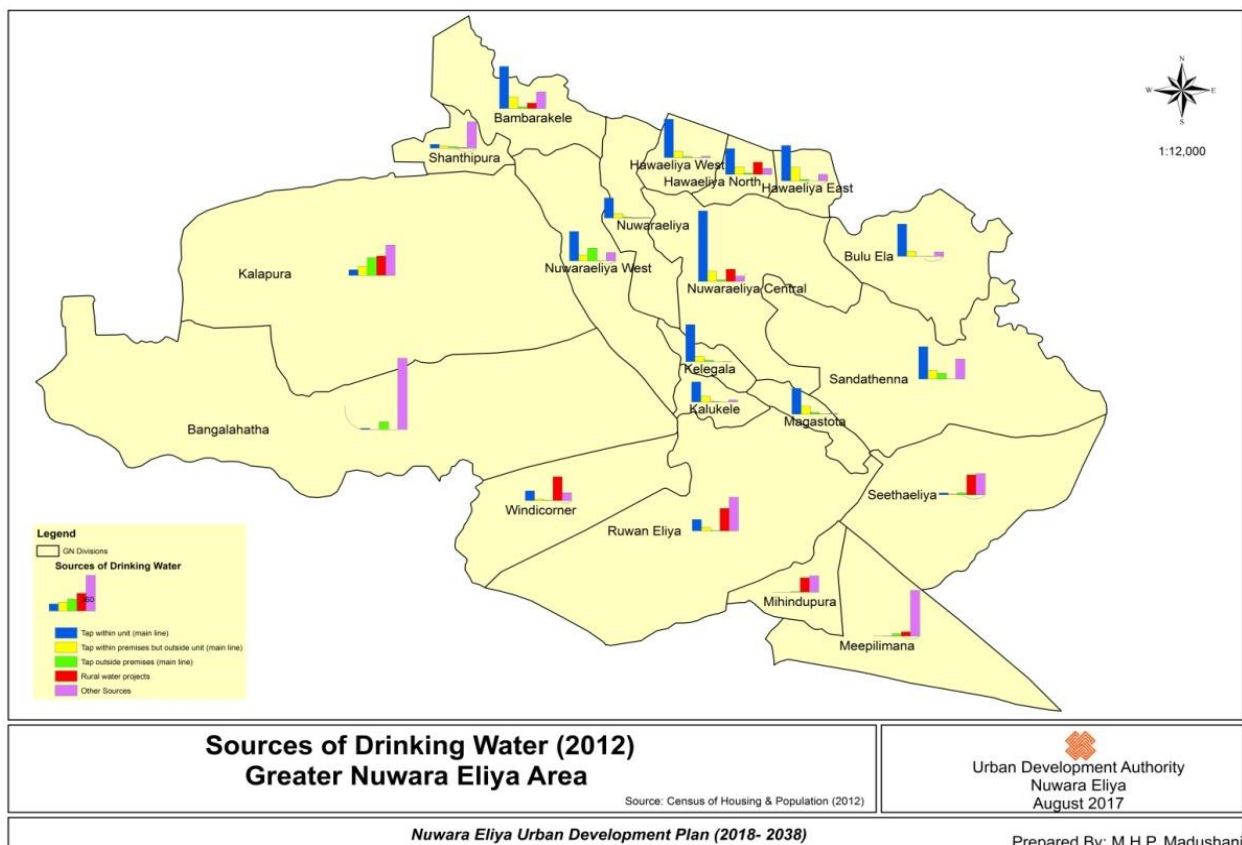 N
W
E
S
1:12,000
Bambarakele
Shanthipura
Hawaeliya West
Hawaeliya North
Hawaeliya East
Nuwaraeliya
Nuwaraeliya West
Kalapura
Bulu Ela
Nuwaraeliya Central
Kelegala
Sandathenna
Kalukele
Magastota
Bangalahatha
Seethaeliya
Windicorner
Ruwan Eliya
Mihindupura
Meepilimana
Legend
GN Divisions
Sources of Drinking Water
Tap within unit (main line)
Tap within premises but outside unit (main line)
Tap outside premises (main line)
Rural water projects
Other Sources
Sources of Drinking Water (2012)
Greater Nuwara Eliya Area
Source: Census of Housing & Population (2012)
Urban Development Authority
Nuwara Eliya
August 2017
Nuwara Eliya Urban Development Plan (2018- 2038)
Prepared By: M.H.P. Madushani